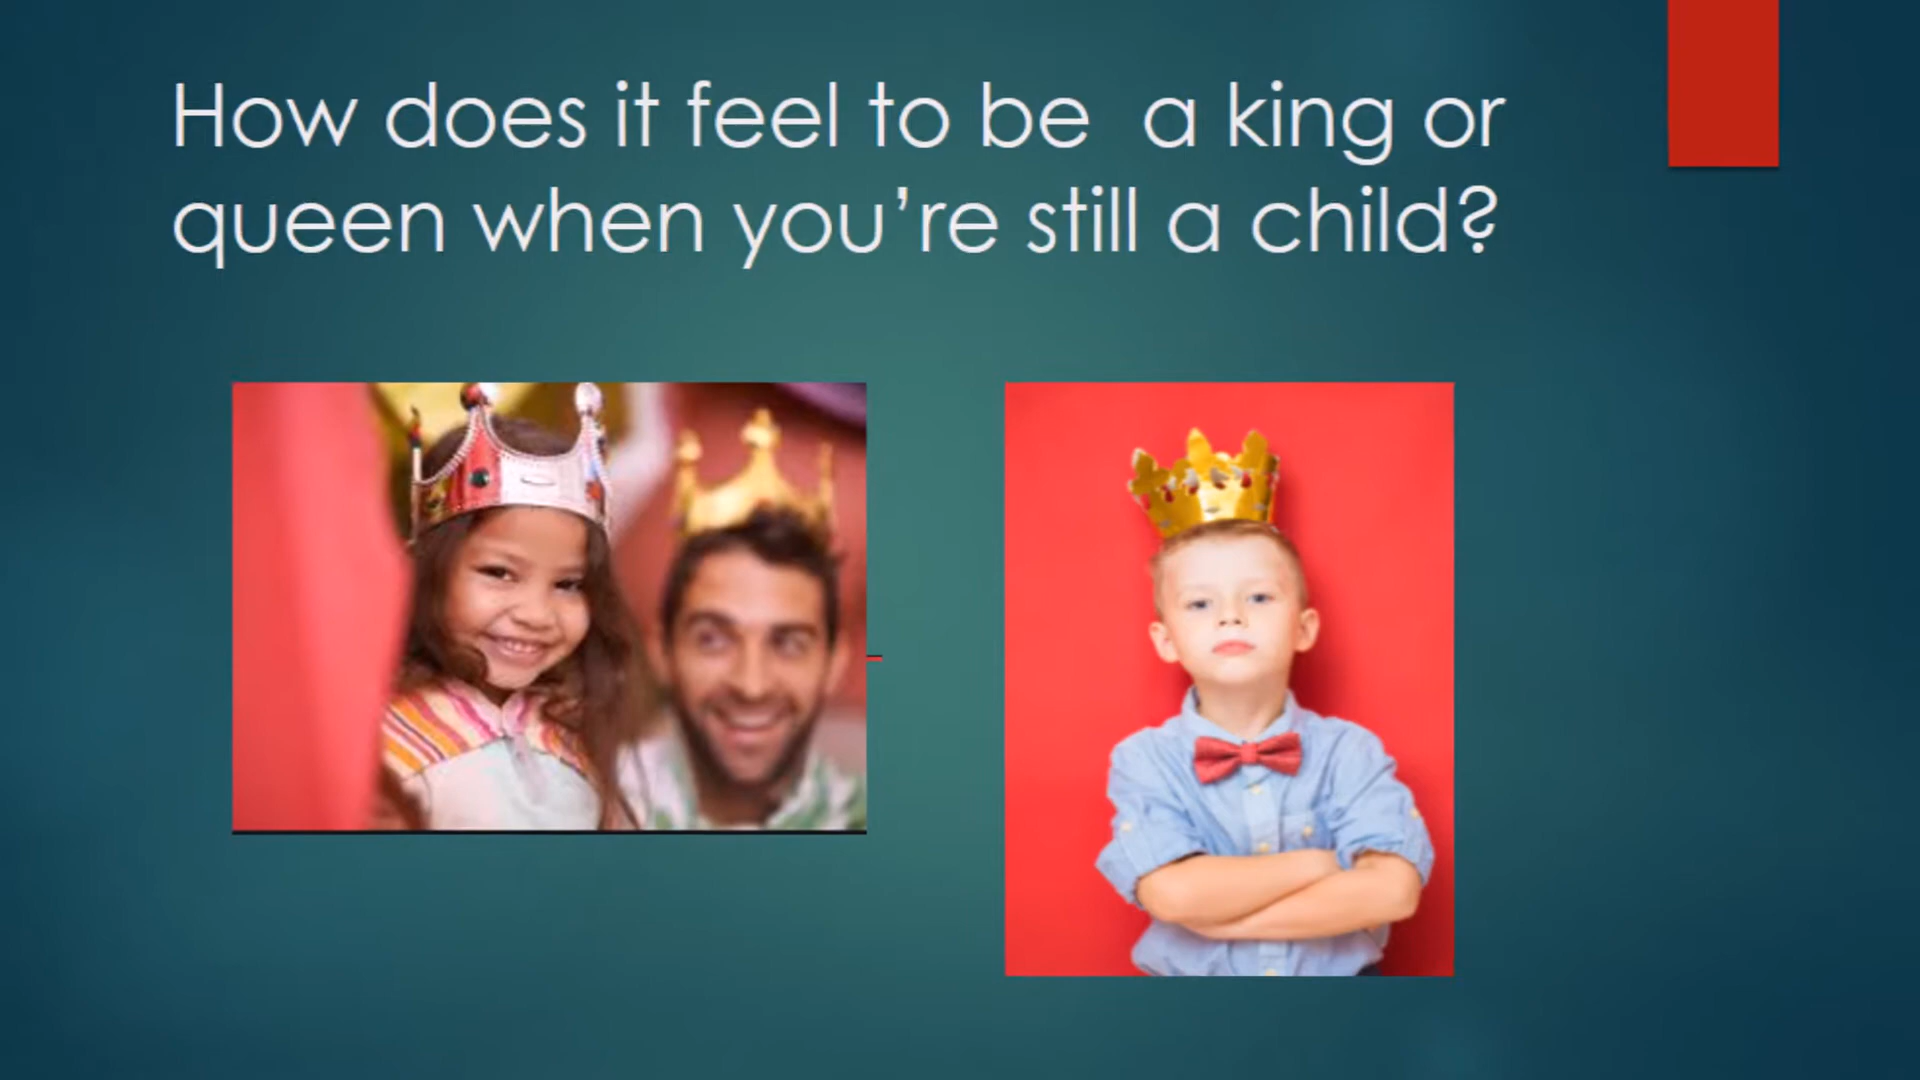 How does it feel to be  a king or
queen when you’re still a child?